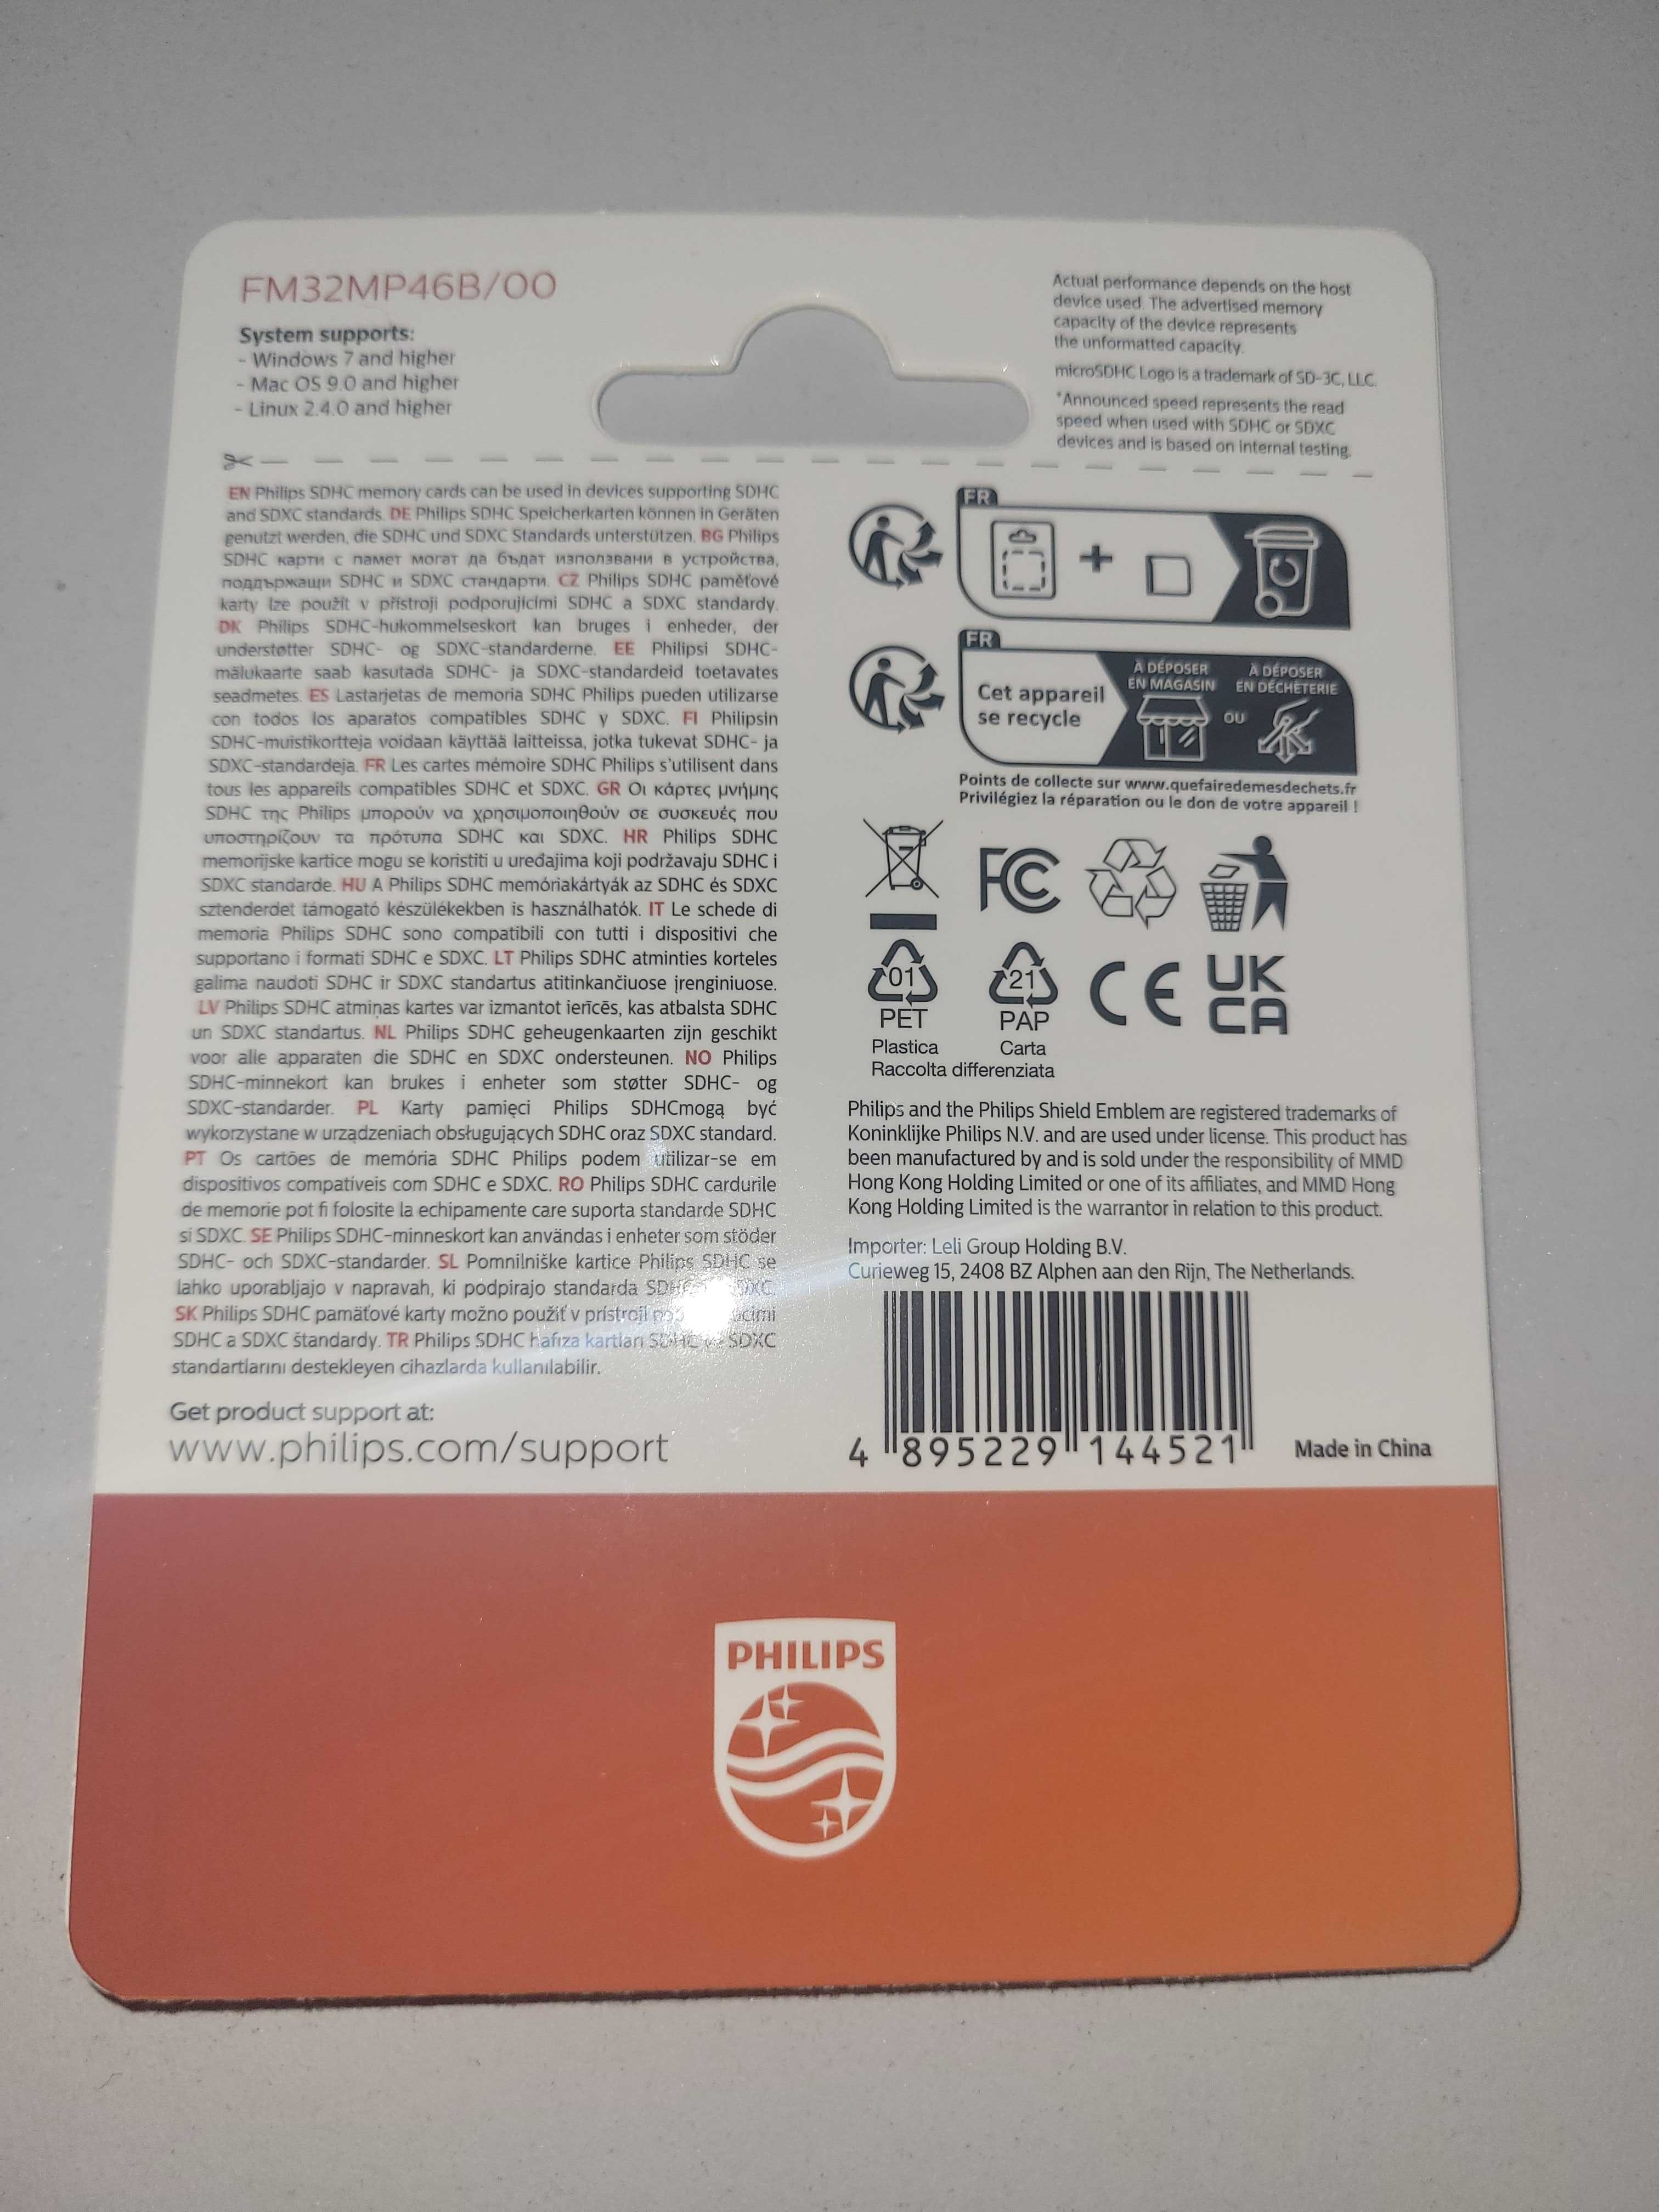 FM32MP46B/00
System supports:
- Windows 7 and higher
- Mac OS 9.0 and higher
- Linux 2.4.0 and higher
Actual performance depends on the host
device used. The advertised memory
capacity of the device represents
the unformatted capacity.
microSDHC Logo is a trademark of SD-3C, LLC.
*Announced speed represents the read
speed when used with SDHC or SDXC
devices and is based on internal testing.
EN Philips SDHC memory cards can be used in devices supporting SDHC
and SDXC standards. DE Philips SDHC Speicherkarten können in Geräten
genutzt werden, die SDHC und SDXC Standards unterstützen. BG Philips
SDHC карти с памет могат да бъдат използвани в устройства,
поддържащи SDHC и SDXC стандарти. CZ Philips SDHC paměťové
karty lze použít v přístroji podporujícími SDHC a SDXC standardy.
DK Philips SDHC-hukommelseskort kan bruges i enheder, der
understøtter SDHC- og SDXC-standarderne. EE Philipsi SDHC-
mälukaarte saab kasutada SDHC- ja SDXC-standardeid toetavates
seadmetes. ES Lastarjetas de memoria SDHC Philips pueden utilizarse
con todos los aparatos compatibles SDHC y SDXC. FI Philipsin
SDHC-muistikortteja voidaan käyttää laitteissa, jotka tukevat SDHC- ja
SDXC-standardeja. FR Les cartes mémoire SDHC Philips s'utilisent dans
tous les appareils compatibles SDHC et SDXC. GR Οι κάρτες μνήμης
SDHC της Philips μπορούν να χρησιμοποιηθούν σε συσκευές που
υποστηρίζουν τα πρότυπα SDHC και SDXC. HR Philips SDHC
memorijske kartice mogu se koristiti u uređajima koji podržavaju SDHC i
SDXC standarde. HU A Philips SDHC memóriakártyák az SDHC és SDXC
sztenderdet támogató készülékekben is használhatók. IT Le schede di
memoria Philips SDHC sono compatibili con tutti i dispositivi che
supportano i formati SDHC e SDXC. LT Philips SDHC atminties korteles
galima naudoti SDHC ir SDXC standartus atitinkančiuose įrenginiuose.
LV Philips SDHC atmiņas kartes var izmantot ierīcēs, kas atbalsta SDHC
un SDXC standartus. NL Philips SDHC geheugenkaarten zijn geschikt
voor alle apparaten die SDHC en SDXC ondersteunen. NO Philips
SDHC-minnekort kan brukes i enheter som støtter SDHC- og
SDXC-standarder. PL Karty pamięci Philips SDHCmogą być
wykorzystane w urządzeniach obsługujących SDHC oraz SDXC standard.
PT Os cartões de memória SDHC Philips podem utilizar-se em
dispositivos compatíveis com SDHC e SDXC. RO Philips SDHC cardurile
de memorie pot fi folosite la echipamente care suporta standarde SDHC
si SDXC. SE Philips SDHC-minneskort kan användas i enheter som stöder
SDHC- och SDXC-standarder. SL Pomnilniške kartice Philips SDHC se
lahko uporabljajo v napravah, ki podpirajo standarda
SK Philips SDHC pamäťové karty možno použiť v prístroji
SDHC a SDXC štandardy. TR Philips SDHC hafıza kartları SDHC SDXC
standartlarını destekleyen cihazlarda kullanılabilir.
Get product support at:
www.philips.com/support
FR
FR
Cet appareil
se recycle
À DÉPOSER
EN MAGASIN
OU
À DÉPOSER
EN DÉCHÈTERIE
Points de collecte sur www.quefairedemesdechets.fr
Privilégiez la réparation ou le don de votre appareil !
FC
01
PET
21
PAP
CE
UK
CA
Plastica Carta
Raccolta differenziata
Philips and the Philips Shield Emblem are registered trademarks of
Koninklijke Philips N.V. and are used under license. This product has
been manufactured by and is sold under the responsibility of MMD
Hong Kong Holding Limited or one of its affiliates, and MMD Hong
Kong Holding Limited is the warrantor in relation to this product.
Importer: Leli Group Holding B.V.
Curieweg 15, 2408 BZ Alphen aan den Rijn, The Netherlands.
4 895229 144521
Made in China
PHILIPS